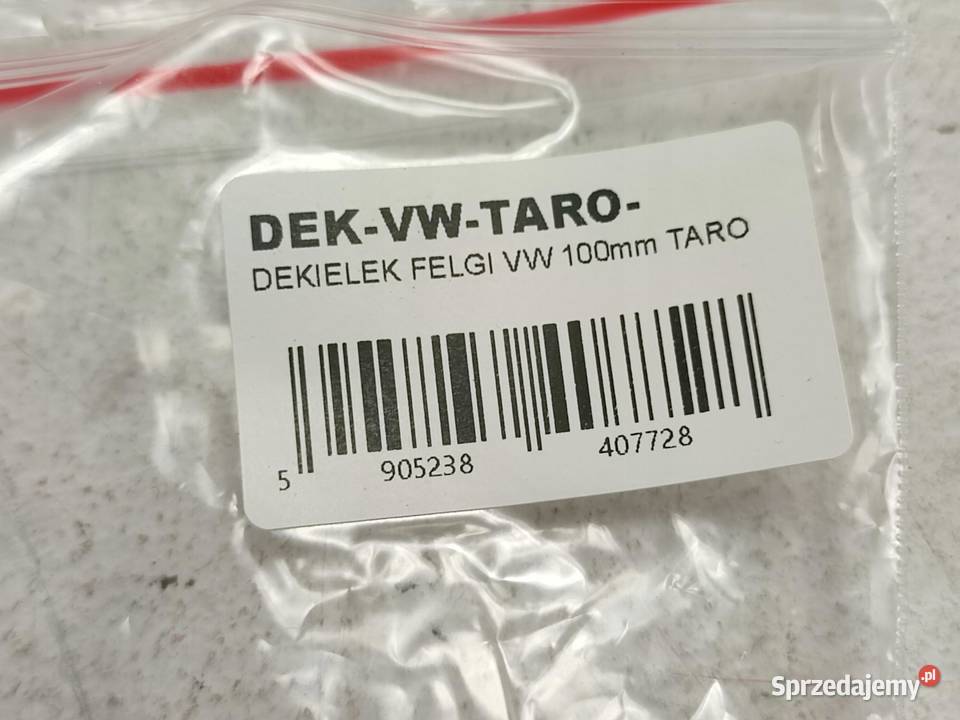 DEK-VW-TARO-
DEKIELEK FELGI VW 100mm TARO
5 905238 407728
Sprzedajemy.pl